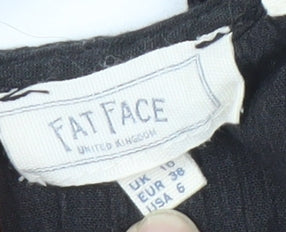 FAT FACE
UNITED KINGDOM
UK 10
EUR 38
USA 6